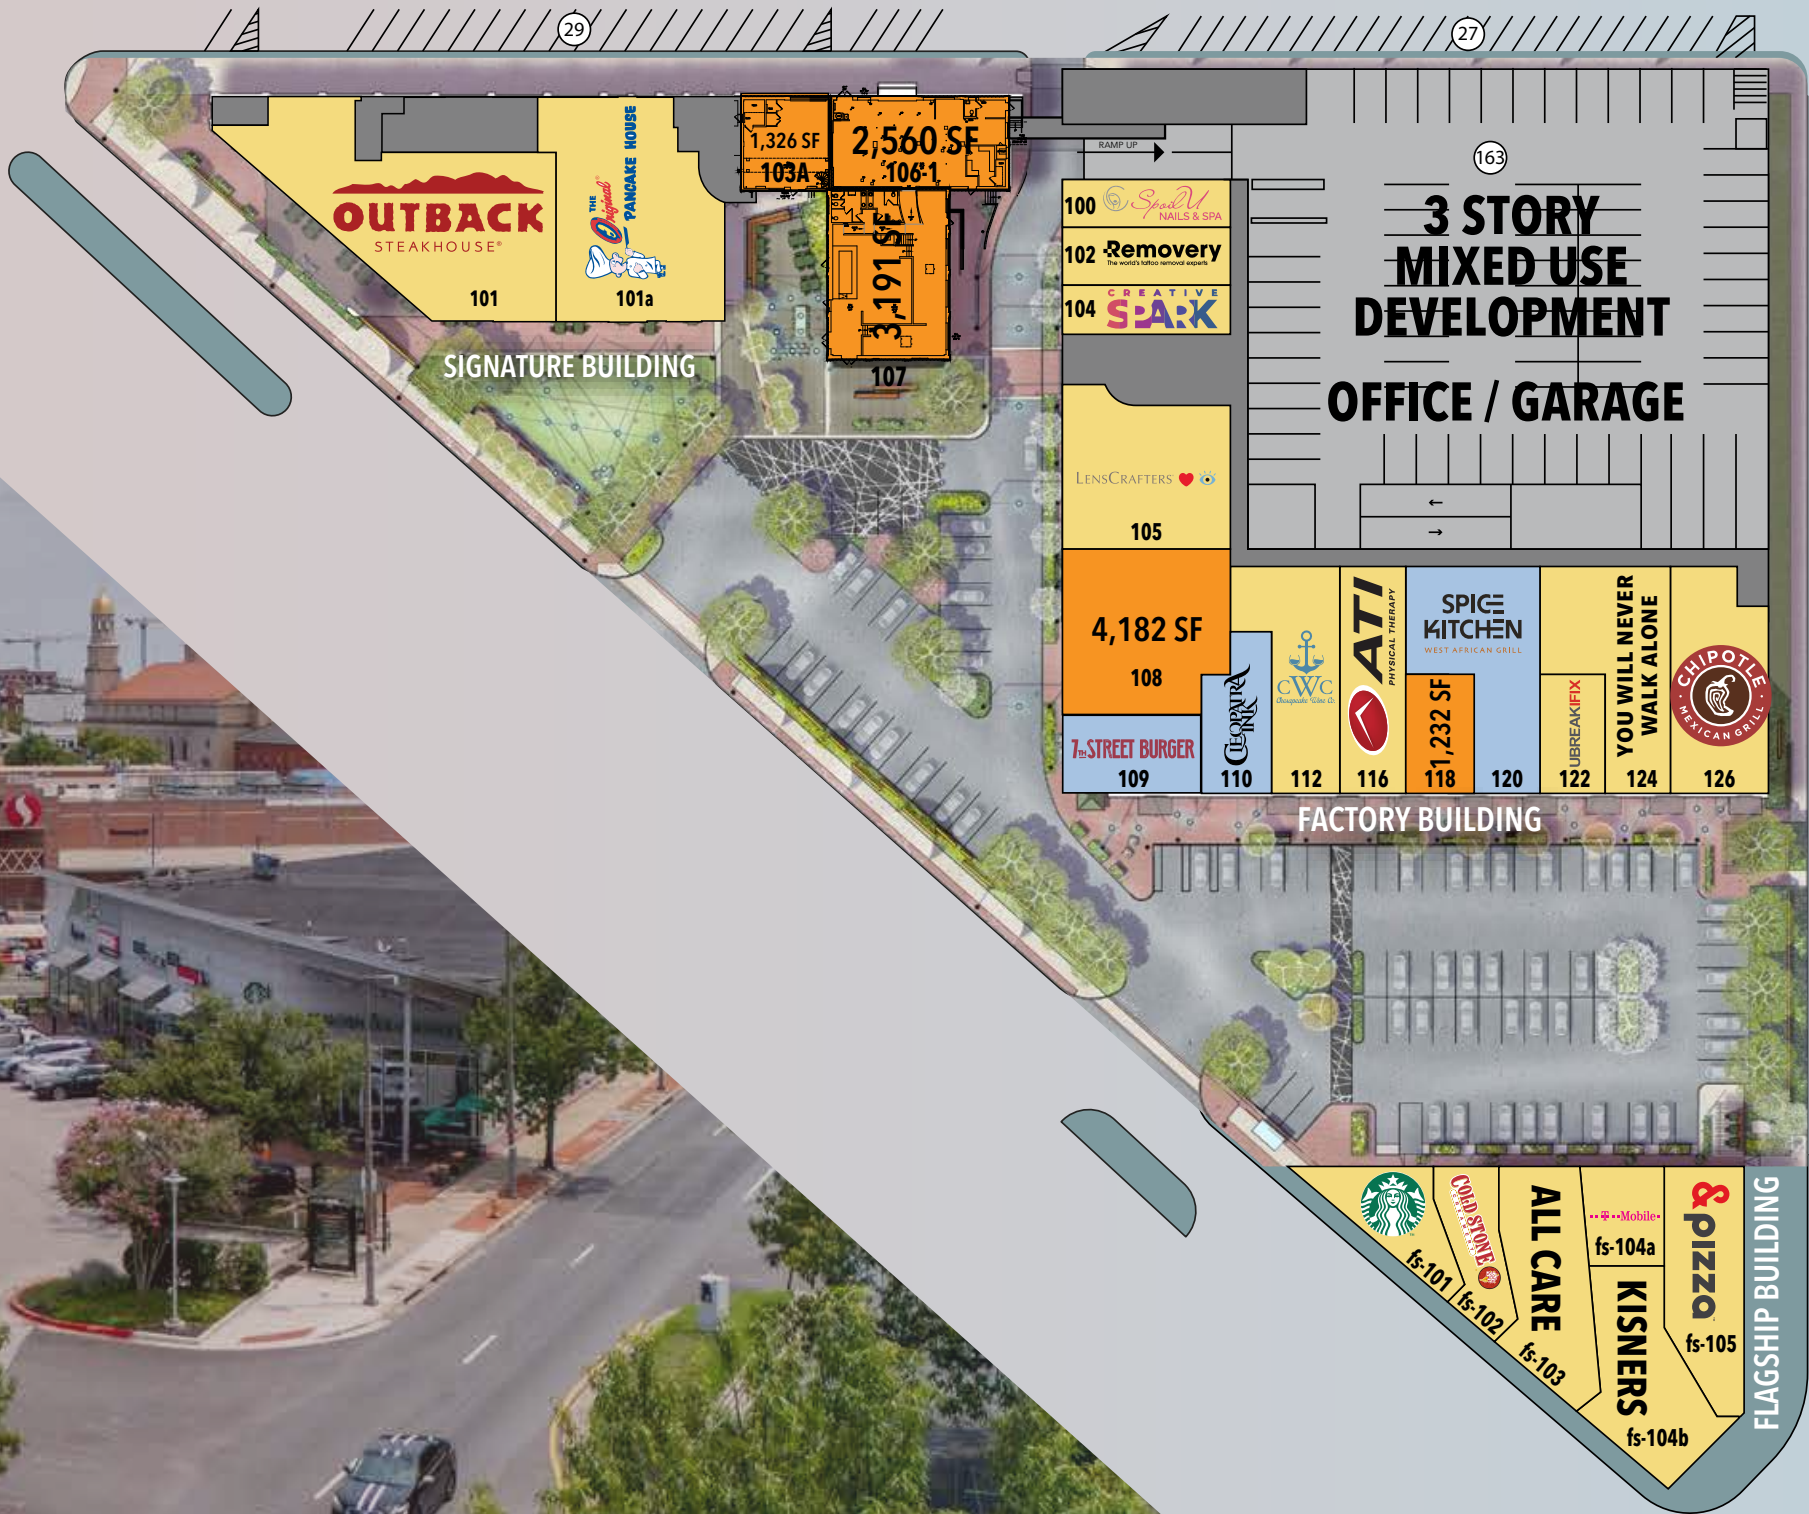 29
27
1,326 SF
103A
2,560 SF
106-1
RAMP UP
163
3 STORY
MIXED USE
DEVELOPMENT
OFFICE / GARAGE
OUTBACK
STEAKHOUSE®
101
THE
Original
PANCAKE HOUSE
101a
3,191 SF
107
SIGNATURE BUILDING
100
Spoil U
NAILS & SPA
102
Removery
The world's tattoo removal experts
104
CREATIVE
SPARK
LENSCRAFTERS
105
4,182 SF
108
7TH STREET BURGER
109
CLEOPATRA
INK
110
CWC
Chesapeake Wine Co.
112
ATI
PHYSICAL THERAPY
116
SPICE
KITCHEN
WEST AFRICAN GRILL
1,232 SF
118
120
UBREAKIFIX
122
YOU WILL NEVER
WALK ALONE
124
CHIPOTLE
MEXICAN GRILL
126
FACTORY BUILDING
fs-101
COLD STONE
CREAMERY
fs-102
ALL CARE
fs-103
T-Mobile
fs-104a
KISNERS
fs-104b
&pizza
fs-105
FLAGSHIP BUILDING